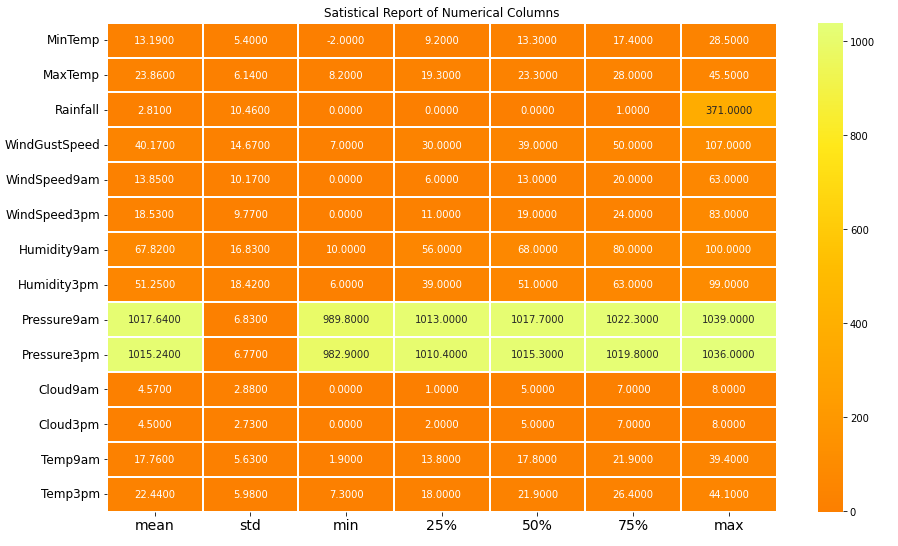 Satistical Report of Numerical Columns
MinTemp 13.1900 5.4000 -2.0000 9.2000 13.3000 17.4000 28.5000
MaxTemp 23.8600 6.1400 8.2000 19.3000 23.3000 28.0000 45.5000
Rainfall 2.8100 10.4600 0.0000 0.0000 0.0000 1.0000 371.0000
WindGustSpeed 40.1700 14.6700 7.0000 30.0000 39.0000 50.0000 107.0000
WindSpeed9am 13.8500 10.1700 0.0000 6.0000 13.0000 20.0000 63.0000
WindSpeed3pm 18.5300 9.7700 0.0000 11.0000 19.0000 24.0000 83.0000
Humidity9am 67.8200 16.8300 10.0000 56.0000 68.0000 80.0000 100.0000
Humidity3pm 51.2500 18.4200 6.0000 39.0000 51.0000 63.0000 99.0000
Pressure9am 1017.6400 6.8300 989.8000 1013.0000 1017.7000 1022.3000 1039.0000
Pressure3pm 1015.2400 6.7700 982.9000 1010.4000 1015.3000 1019.8000 1036.0000
Cloud9am 4.5700 2.8800 0.0000 1.0000 5.0000 7.0000 8.0000
Cloud3pm 4.5000 2.7300 0.0000 2.0000 5.0000 7.0000 8.0000
Temp9am 17.7600 5.6300 1.9000 13.8000 17.8000 21.9000 39.4000
Temp3pm 22.4400 5.9800 7.3000 18.0000 21.9000 26.4000 44.1000
mean std min 25% 50% 75% max
1000
800
600
400
200
0